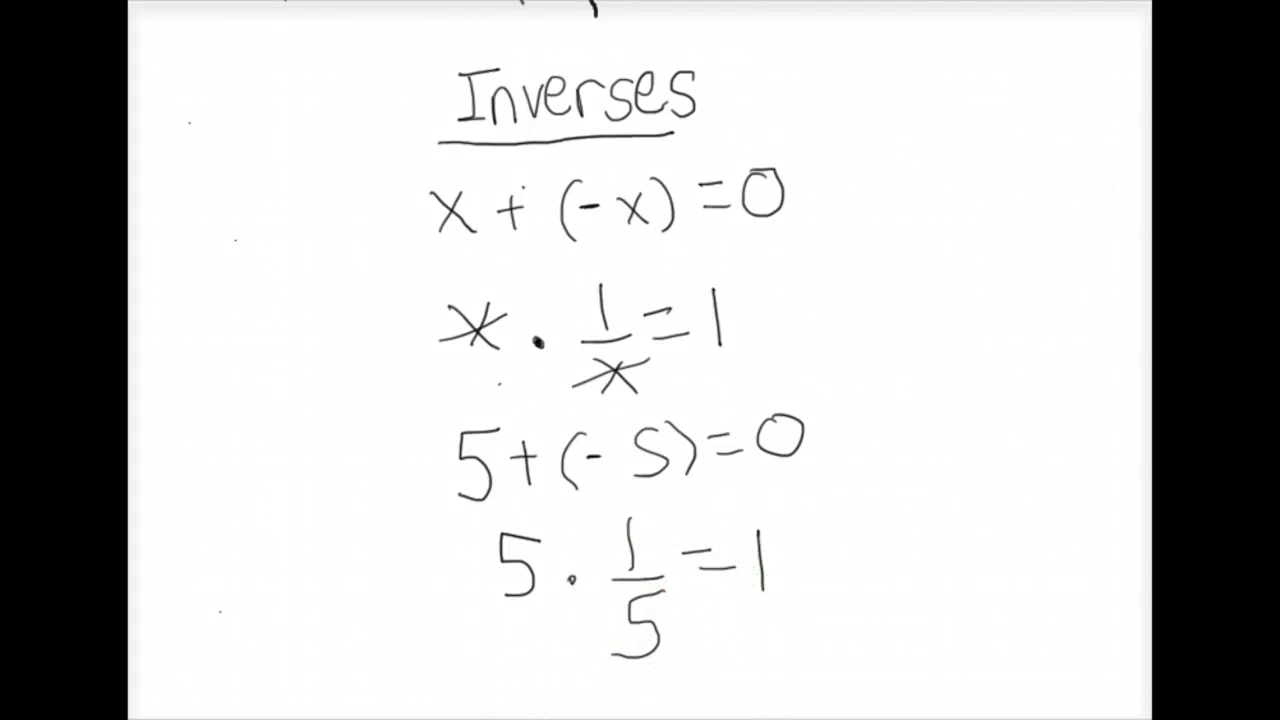 Inverses
x + (-x) = 0
x · 1/x = 1
5 + (-5) = 0
5 · 1/5 = 1